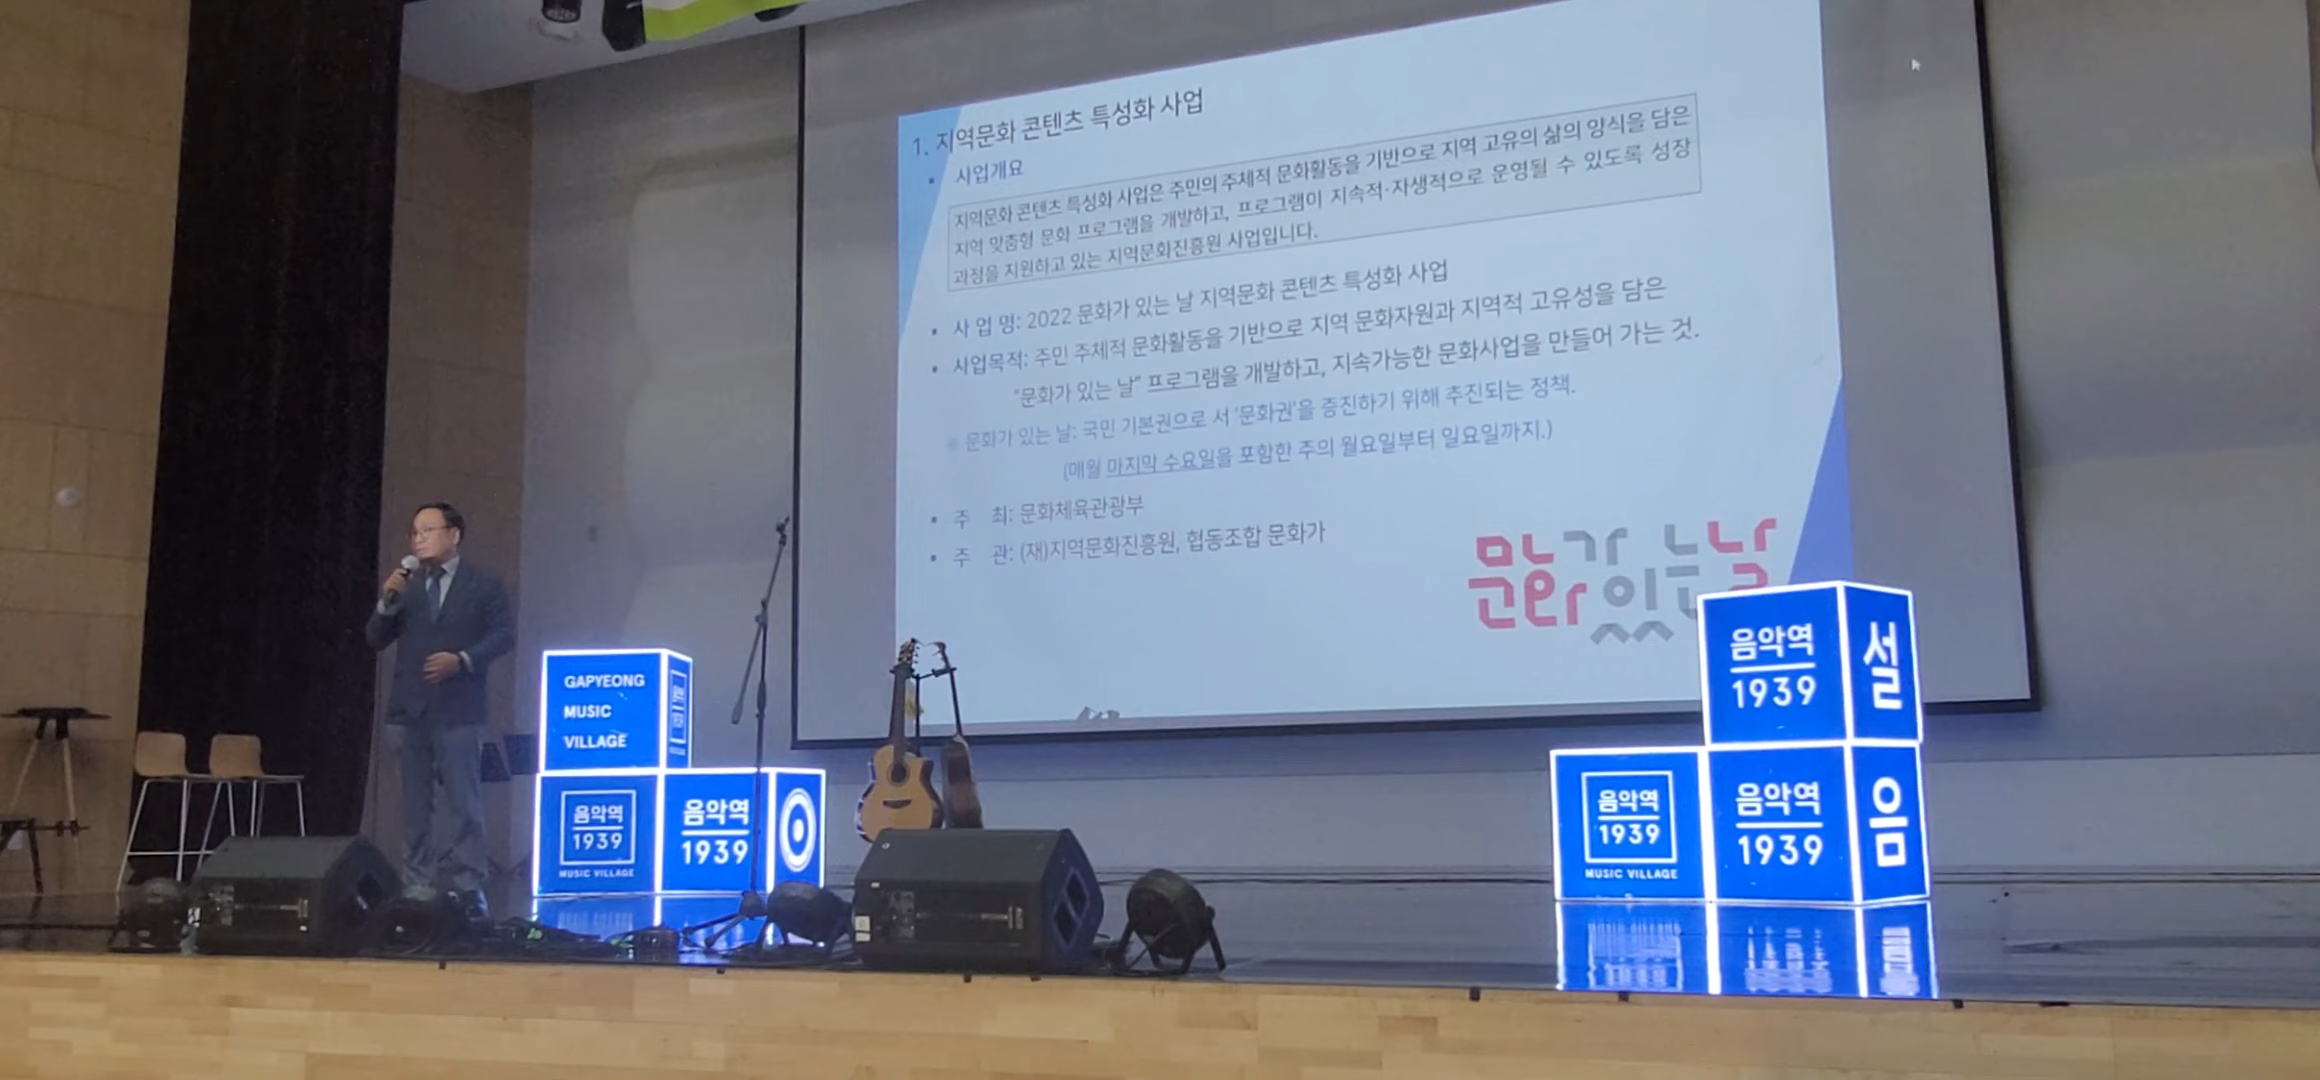 1. 지역문화 콘텐츠 특성화 사업
• 사업개요
지역문화 콘텐츠 특성화 사업은 주민의 주체적 문화활동을 기반으로 지역 고유의 삶의 양식을 담은
지역 맞춤형 문화 프로그램을 개발하고, 프로그램이 지속적·자생적으로 운영될 수 있도록 성장
과정을 지원하고 있는 지역문화진흥원 사업입니다.
• 사 업 명: 2022 문화가 있는 날 지역문화 콘텐츠 특성화 사업
• 사업목적: 주민 주체적 문화활동을 기반으로 지역 문화자원과 지역적 고유성을 담은
"문화가 있는 날" 프로그램을 개발하고, 지속가능한 문화사업을 만들어 가는 것.
※ 문화가 있는 날: 국민 기본권으로 서 '문화권'을 증진하기 위해 추진되는 정책.
(매월 마지막 수요일을 포함한 주의 월요일부터 일요일까지.)
• 주 최: 문화체육관광부
• 주 관: (재)지역문화진흥원, 협동조합 문화가
문화가 있는 날
GAPYEONG
MUSIC
VILLAGE
음악역
1939
MUSIC VILLAGE
음악역
1939
음악역
1939
설
음악역
1939
MUSIC VILLAGE
음악역
1939
음